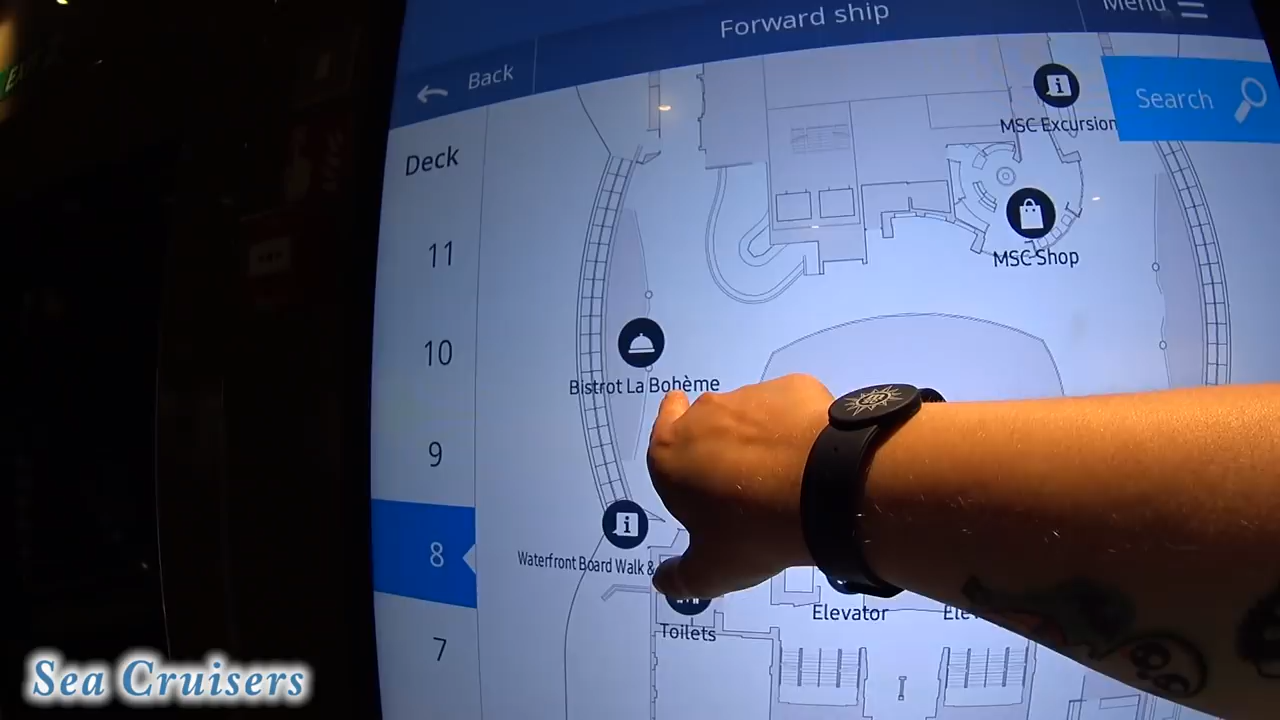 Forward ship
Menu
Back
Search
Deck
11
10
9
8
7
MSC Excursion
MSC Shop
Bistrot La Bohème
Waterfront Board Walk &
Toilets
Elevator
Sea Cruisers